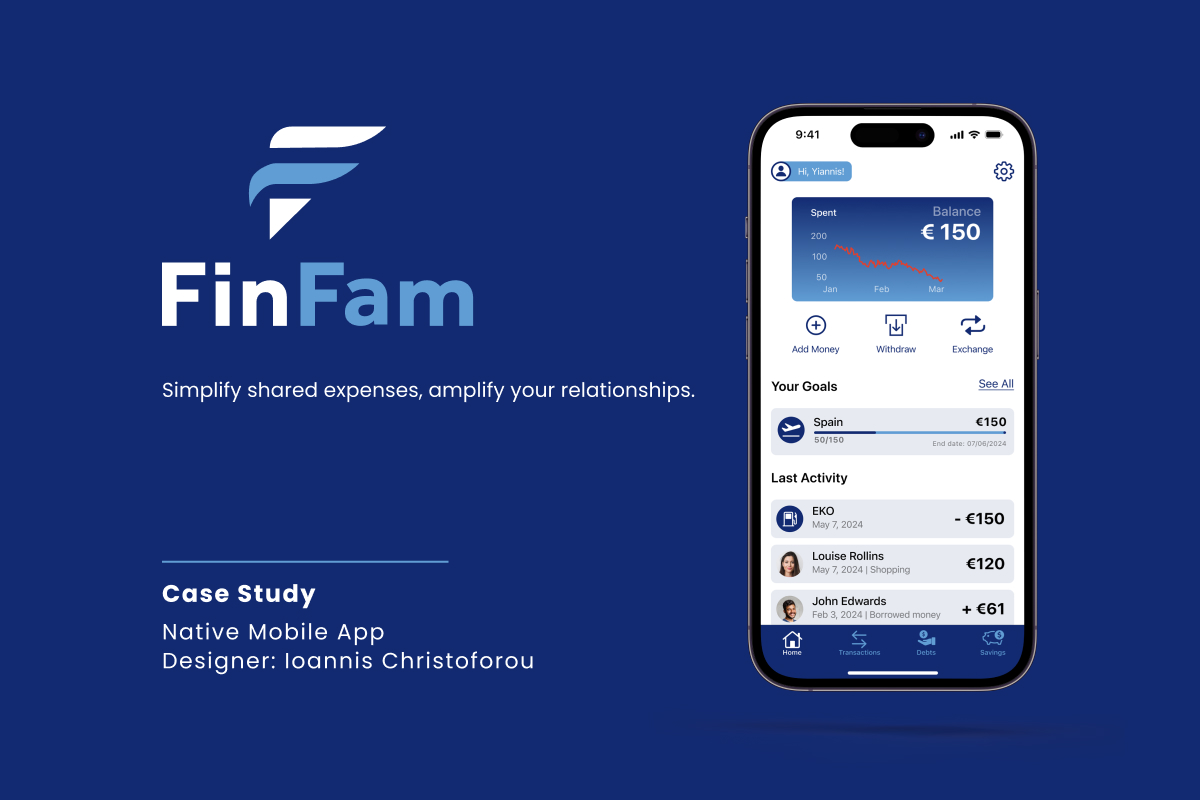 FinFam
Simplify shared expenses, amplify your relationships.
Case Study
Native Mobile App
Designer: Ioannis Christoforou
9:41
Hi, Yiannis!
Spent
Balance
€ 150
200
100
50
Jan Feb Mar
Add Money Withdraw Exchange
Your Goals See All
Spain €150
50/150 End date: 07/06/2024
Last Activity
EKO
May 7, 2024
- €150
Louise Rollins
May 7, 2024 | Shopping
€120
John Edwards
Feb 3, 2024 | Borrowed money
+ €61
Home Transactions Debts Savings